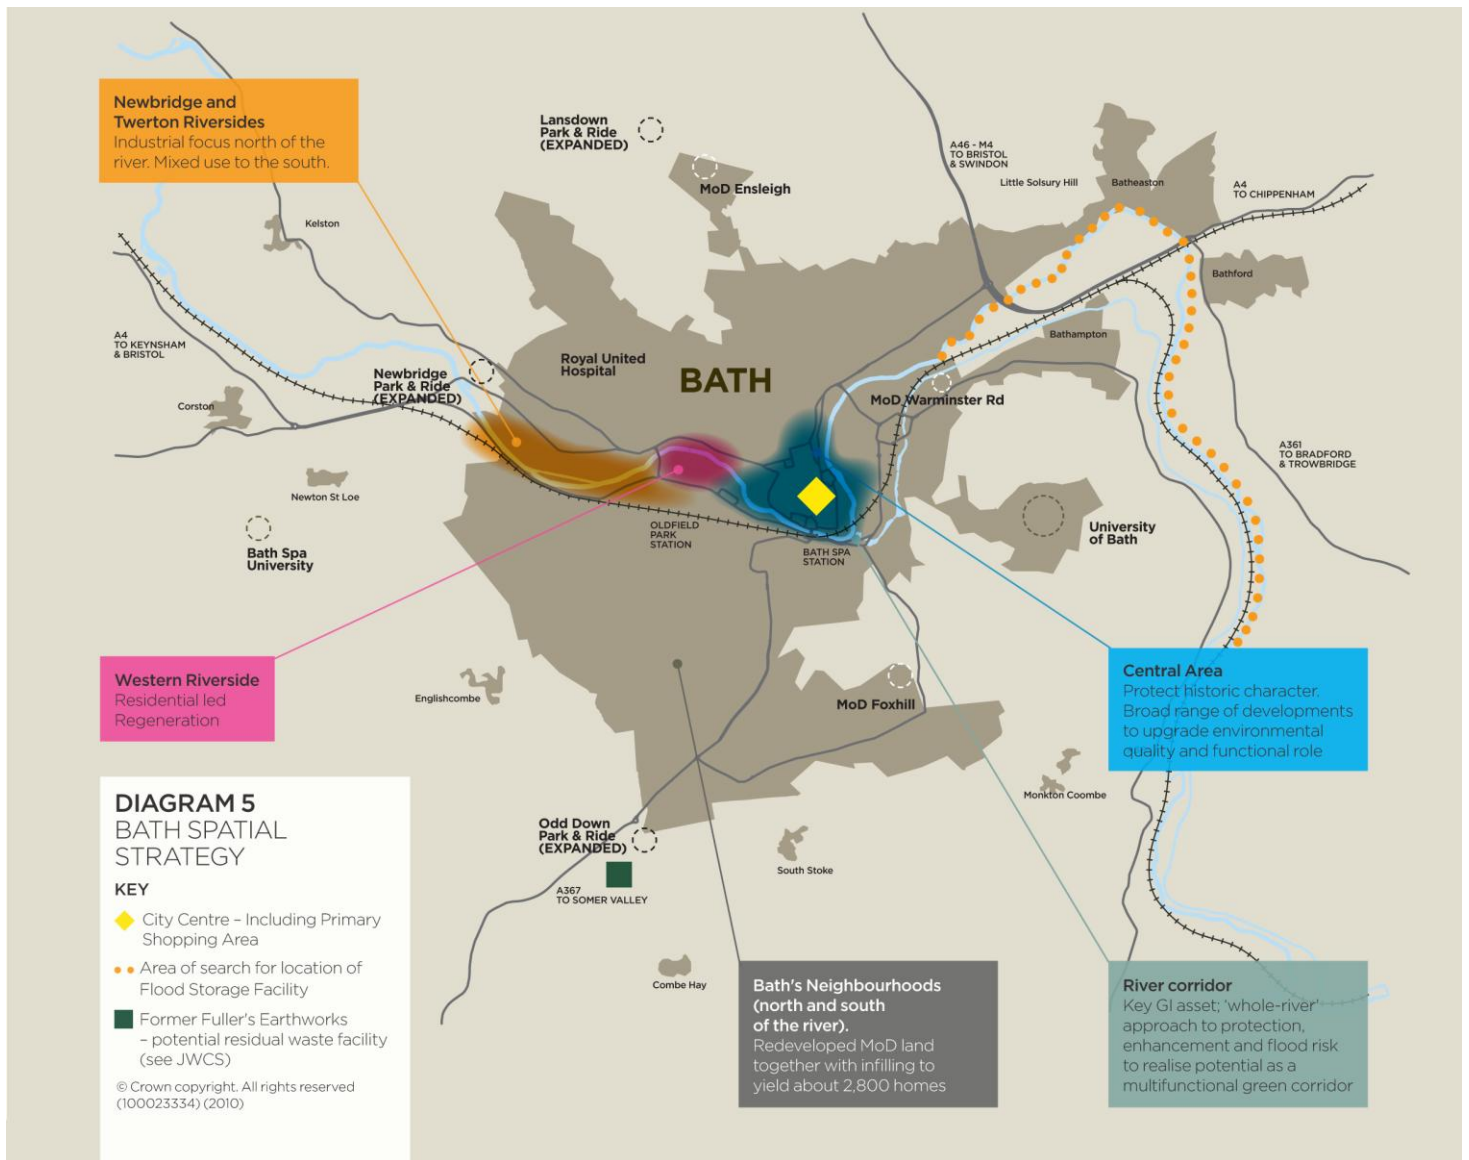 Newbridge and
Twerton Riversides
Industrial focus north of the
river. Mixed use to the south.
Lansdown
Park & Ride
(EXPANDED)
MoD Ensleigh
A46 - M4
TO BRISTOL
& SWINDON
Little Solsury Hill
Batheaston
A4
TO CHIPPENHAM
Kelston
Bathford
A4
TO KEYNSHAM
& BRISTOL
Bathampton
Royal United
Hospital
BATH
Newbridge
Park & Ride
(EXPANDED)
MoD Warminster Rd
Corston
A361
TO BRADFORD
& TROWBRIDGE
Newton St Loe
Bath Spa
University
OLDFIELD
PARK
STATION
BATH SPA
STATION
University
of Bath
Western Riverside
Residential led
Regeneration
Englishcombe
MoD Foxhill
Central Area
Protect historic character.
Broad range of developments
to upgrade environmental
quality and functional role
Monkton Coombe
Odd Down
Park & Ride
(EXPANDED)
South Stoke
A367
TO SOMER VALLEY
Combe Hay
DIAGRAM 5
BATH SPATIAL
STRATEGY
KEY
City Centre – Including Primary
Shopping Area
Area of search for location of
Flood Storage Facility
Former Fuller's Earthworks
– potential residual waste facility
(see JWCS)
© Crown copyright. All rights reserved
(100023334) (2010)
Bath's Neighbourhoods
(north and south
of the river).
Redeveloped MoD land
together with infilling to
yield about 2,800 homes
River corridor
Key GI asset; 'whole-river'
approach to protection,
enhancement and flood risk
to realise potential as a
multifunctional green corridor